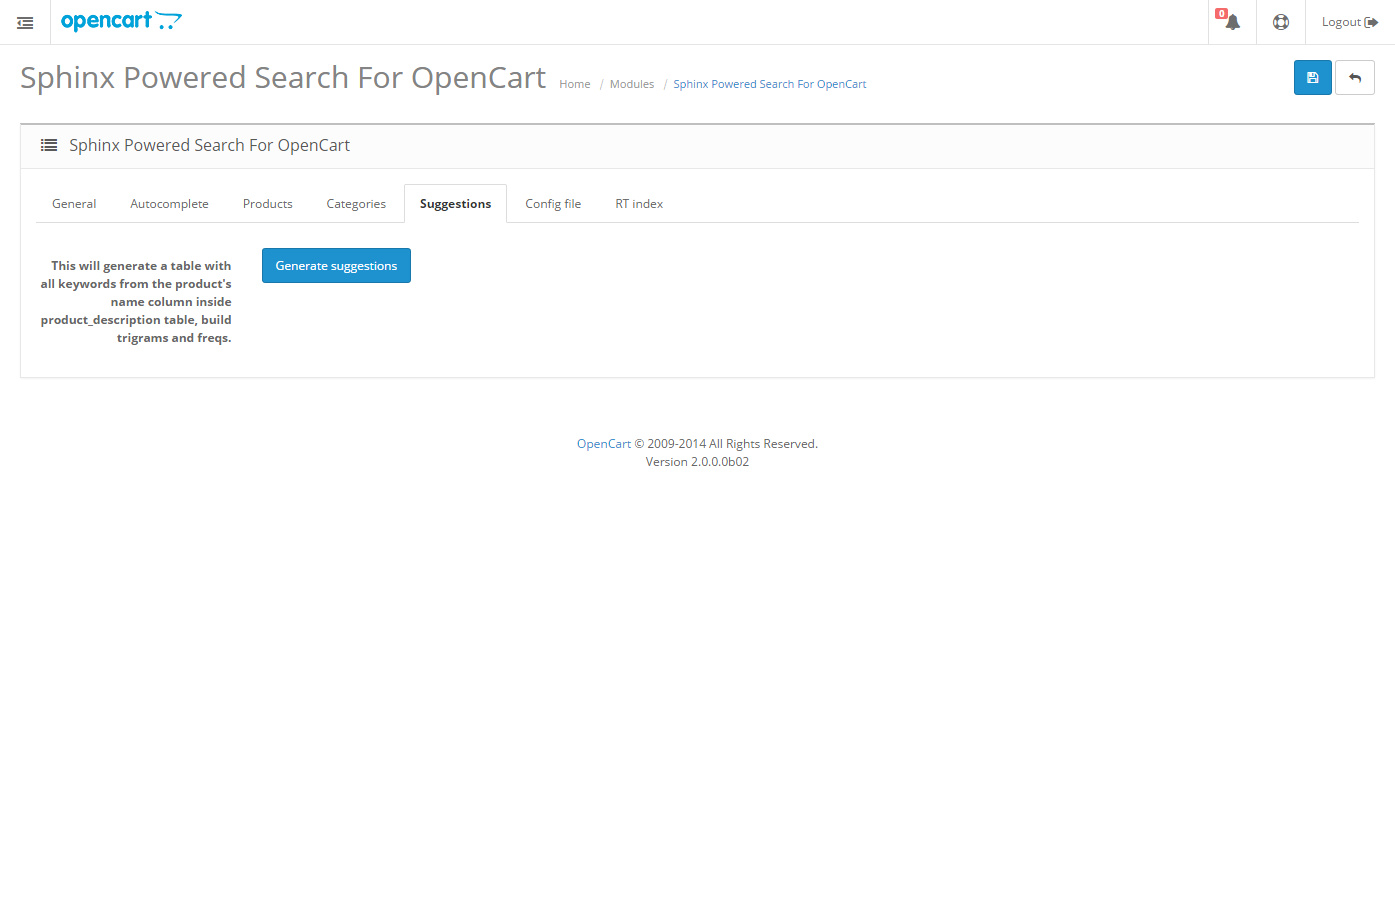 opencart
0
Logout
Sphinx Powered Search For OpenCart
Home / Modules / Sphinx Powered Search For OpenCart
Sphinx Powered Search For OpenCart
General Autocomplete Products Categories Suggestions Config file RT index
This will generate a table with
all keywords from the product's
name column inside
product_description table, build
trigrams and freqs.
Generate suggestions
OpenCart © 2009-2014 All Rights Reserved.
Version 2.0.0.0b02